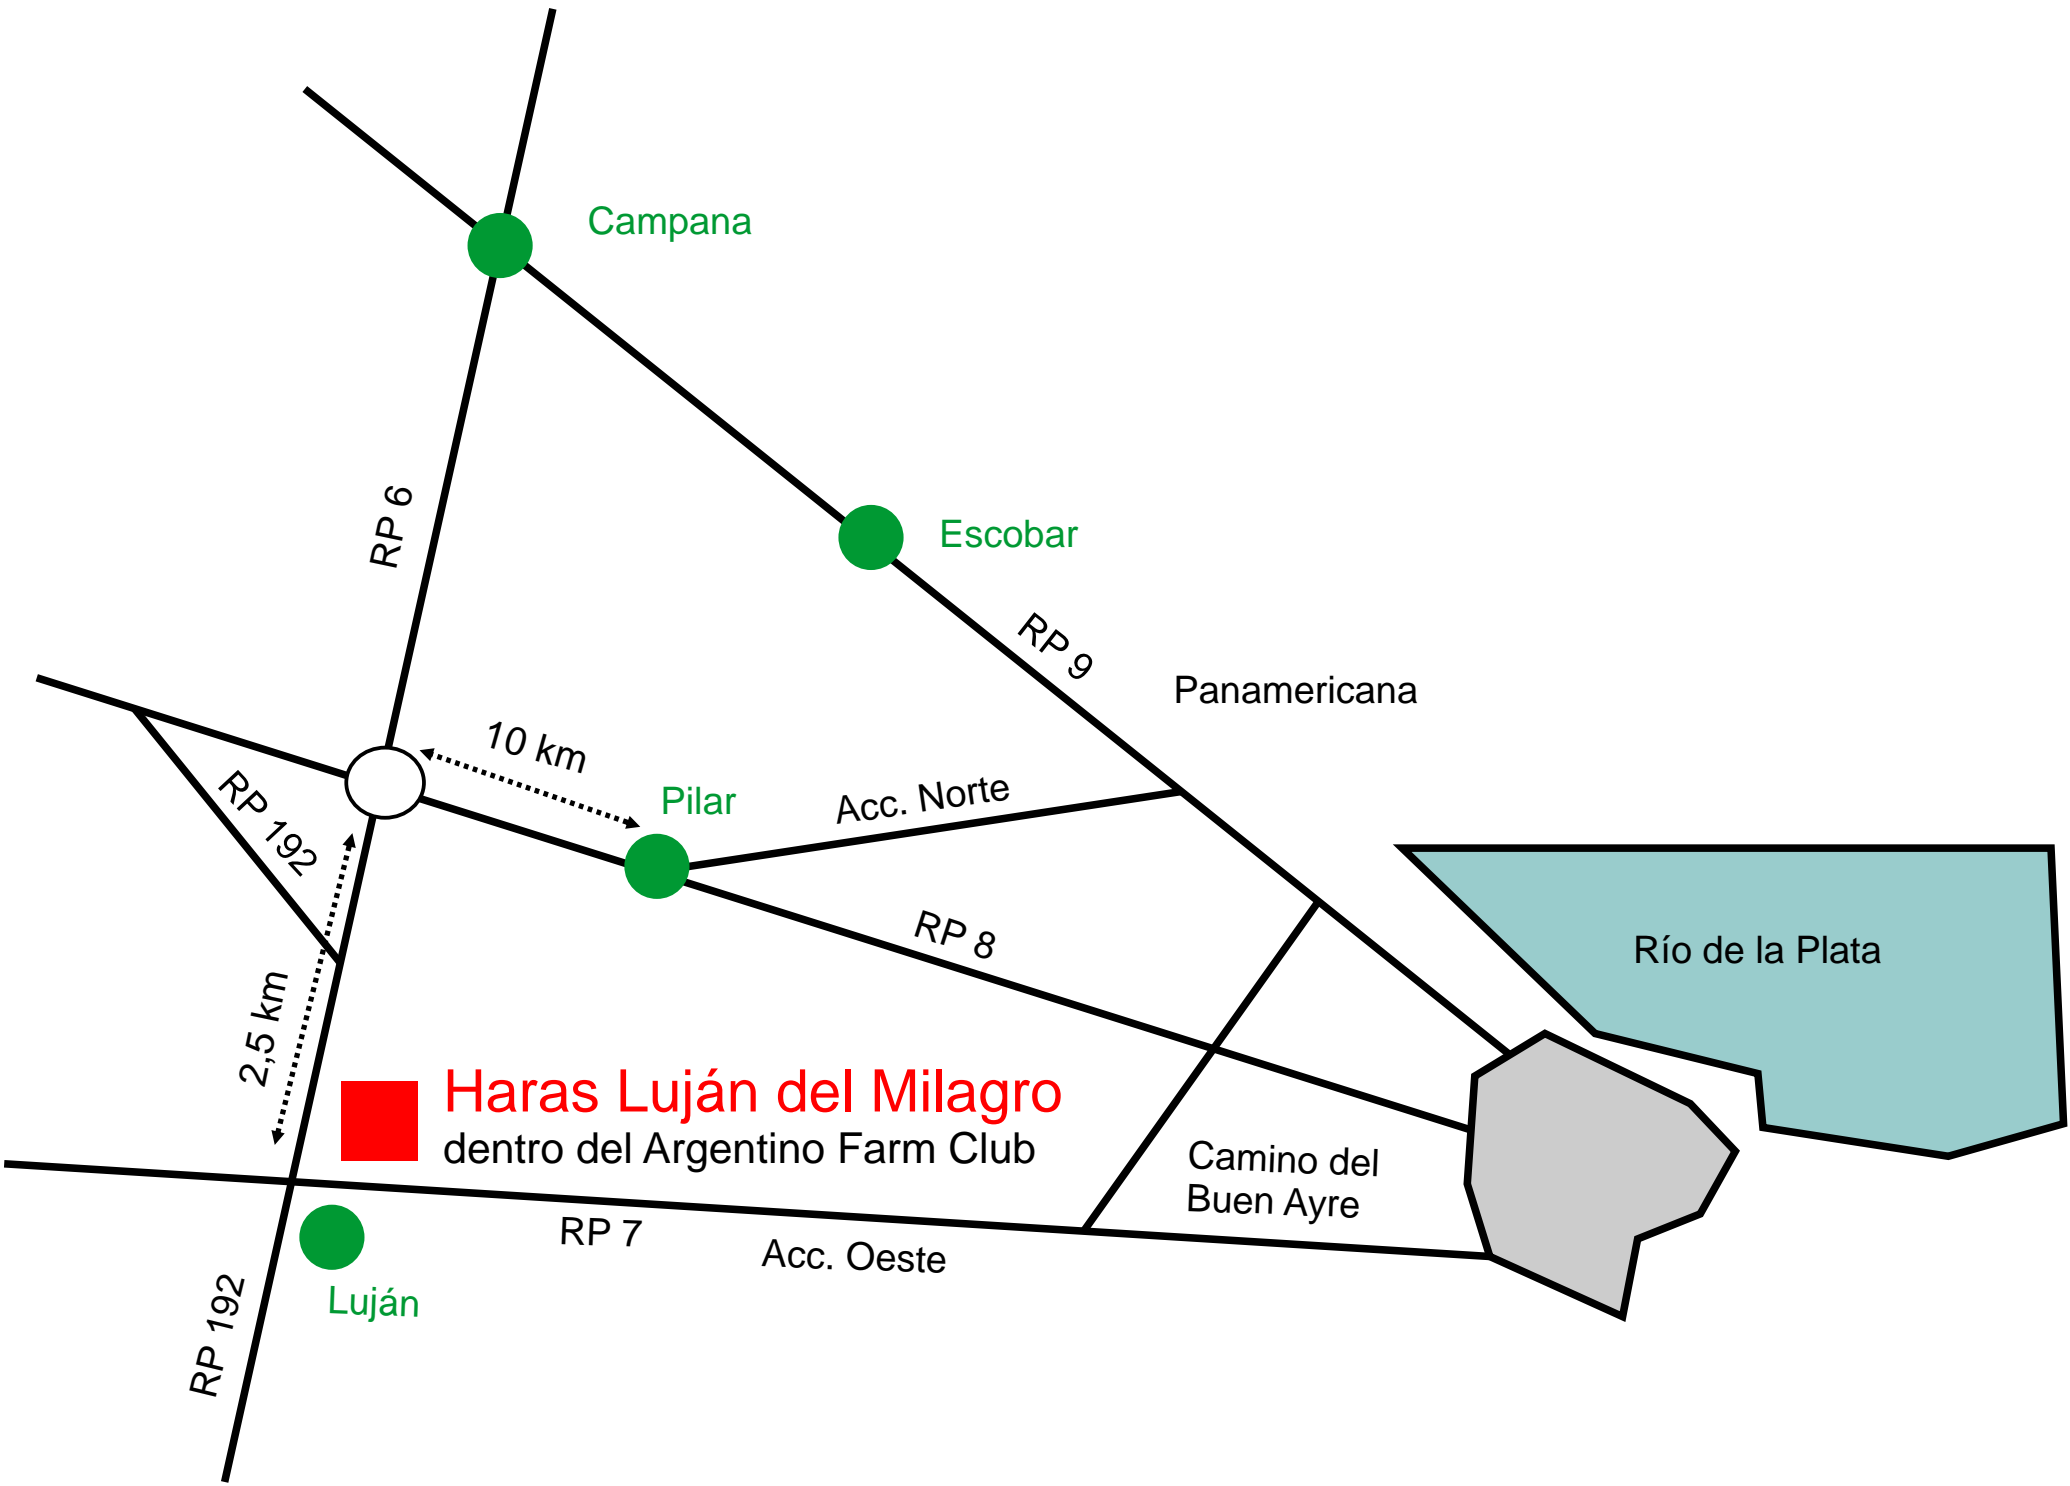 Campana
RP 6
Escobar
RP 9
Panamericana
10 km
Pilar
Acc. Norte
RP 192
RP 8
Río de la Plata
2,5 km
Haras Luján del Milagro
dentro del Argentino Farm Club
Camino del
Buen Ayre
RP 7
Acc. Oeste
Luján
RP 192